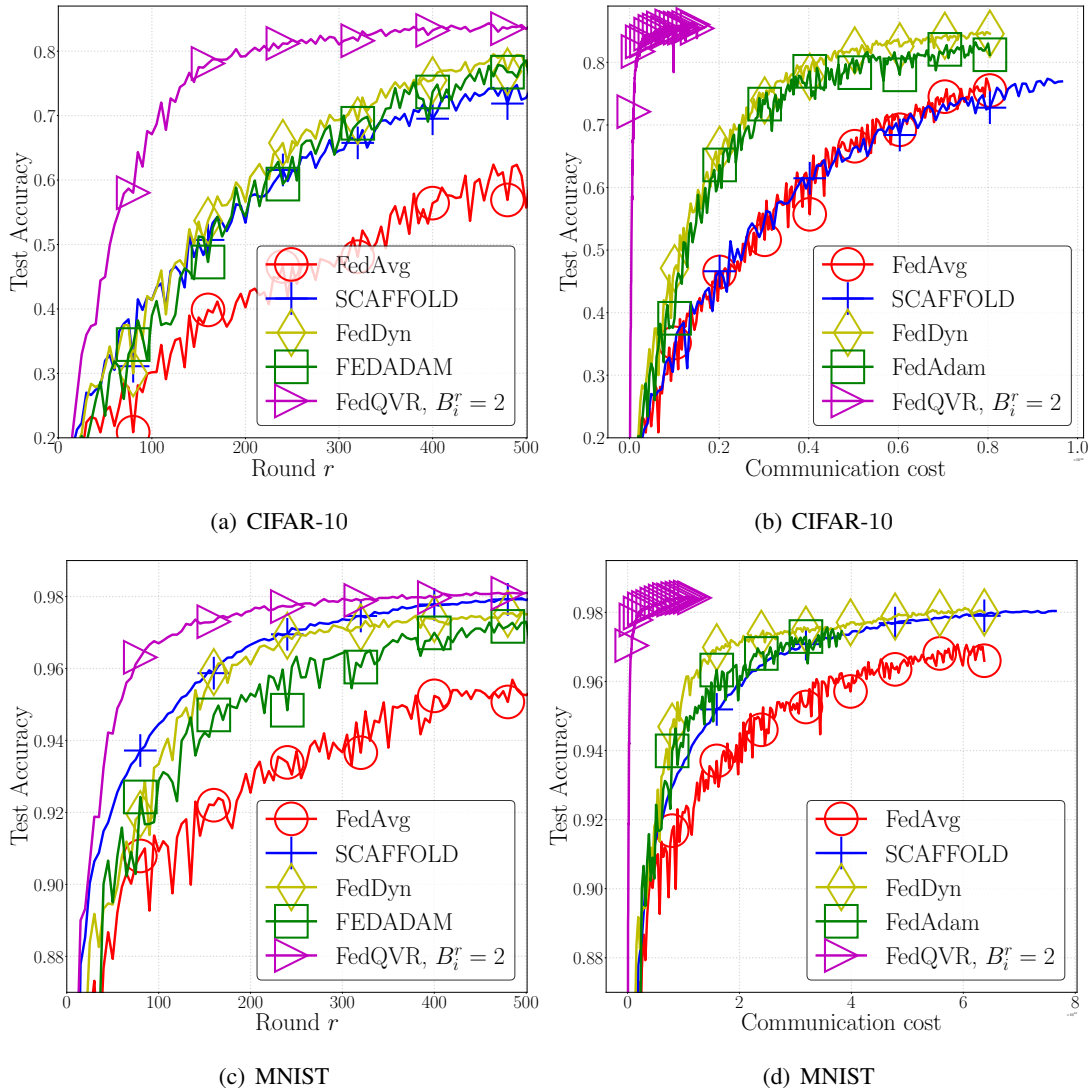 0.8
0.7
0.6
0.5
0.4
0.3
0.2
Test Accuracy
0 100 200 300 400 500
Round r
FedAvg
SCAFFOLD
FedDyn
FEDADAM
FedQVR, $B_i^r = 2$
(a) CIFAR-10
0.8
0.7
0.6
0.5
0.4
0.3
0.2
Test Accuracy
0.0 0.2 0.4 0.6 0.8 1.0
Communication cost
FedAvg
SCAFFOLD
FedDyn
FedAdam
FedQVR, $B_i^r = 2$
(b) CIFAR-10
0.98
0.96
0.94
0.92
0.90
0.88
Test Accuracy
0 100 200 300 400 500
Round r
FedAvg
SCAFFOLD
FedDyn
FEDADAM
FedQVR, $B_i^r = 2$
(c) MNIST
0.98
0.96
0.94
0.92
0.90
0.88
Test Accuracy
0 2 4 6 8
Communication cost
FedAvg
SCAFFOLD
FedDyn
FedAdam
FedQVR, $B_i^r = 2$
(d) MNIST